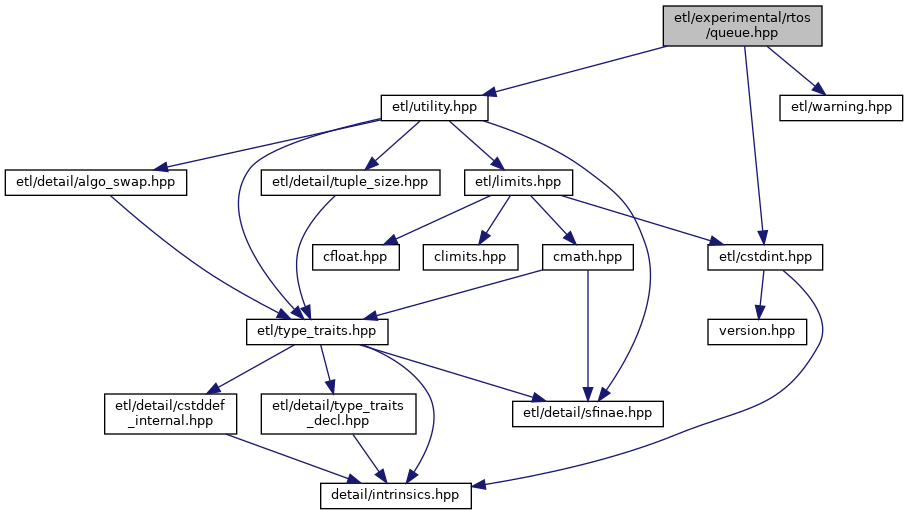 etl/experimental/rtos
/queue.hpp
etl/utility.hpp
etl/warning.hpp
etl/detail/algo_swap.hpp
etl/detail/tuple_size.hpp
etl/limits.hpp
cfloat.hpp
climits.hpp
cmath.hpp
etl/cstdint.hpp
etl/type_traits.hpp
version.hpp
etl/detail/cstddef
_internal.hpp
etl/detail/type_traits
_decl.hpp
etl/detail/sfinae.hpp
detail/intrinsics.hpp